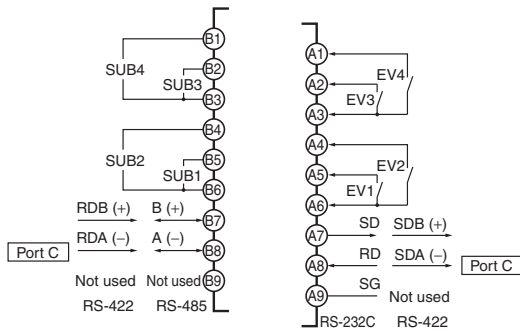 B1
SUB4
B2
SUB3
B3
B4
SUB2
B5
SUB1
B6
RDB (+) B (+)
B7
RDA (−) A (−)
Port C
B8
Not used Not used
B9
RS-422 RS-485
A1
EV4
A2
EV3
A3
A4
EV2
A5
EV1
A6
SD SDB (+)
A7
RD SDA (−)
A8
Port C
SG Not used
A9
RS-232C RS-422